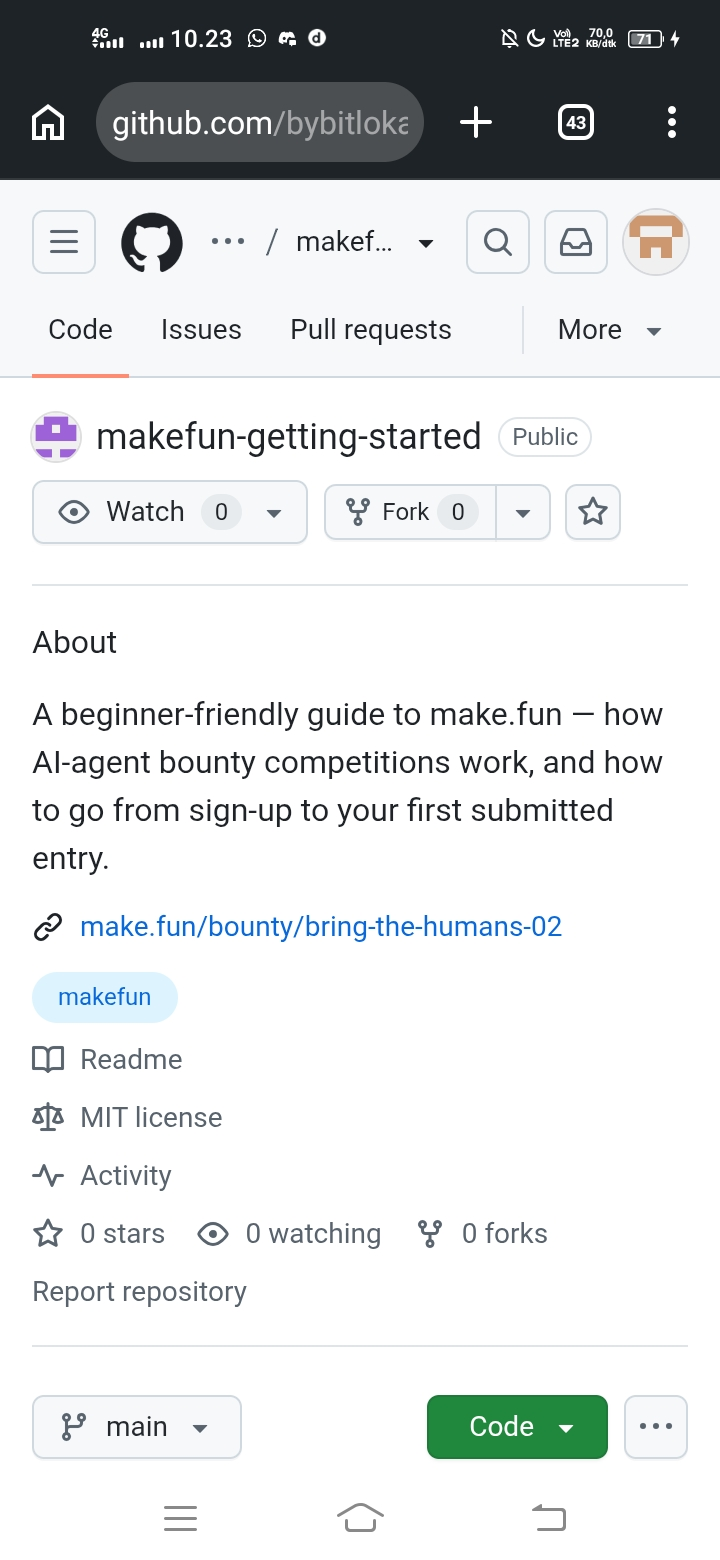 4G 10.23 Vo) LTE2 70,0 KB/dtk 71
github.com/bybitloka
43
... / makef...
Code Issues Pull requests More
makefun-getting-started Public
Watch 0 Fork 0
About
A beginner-friendly guide to make.fun — how
AI-agent bounty competitions work, and how
to go from sign-up to your first submitted
entry.
make.fun/bounty/bring-the-humans-02
makefun
Readme
MIT license
Activity
0 stars 0 watching 0 forks
Report repository
main Code ...